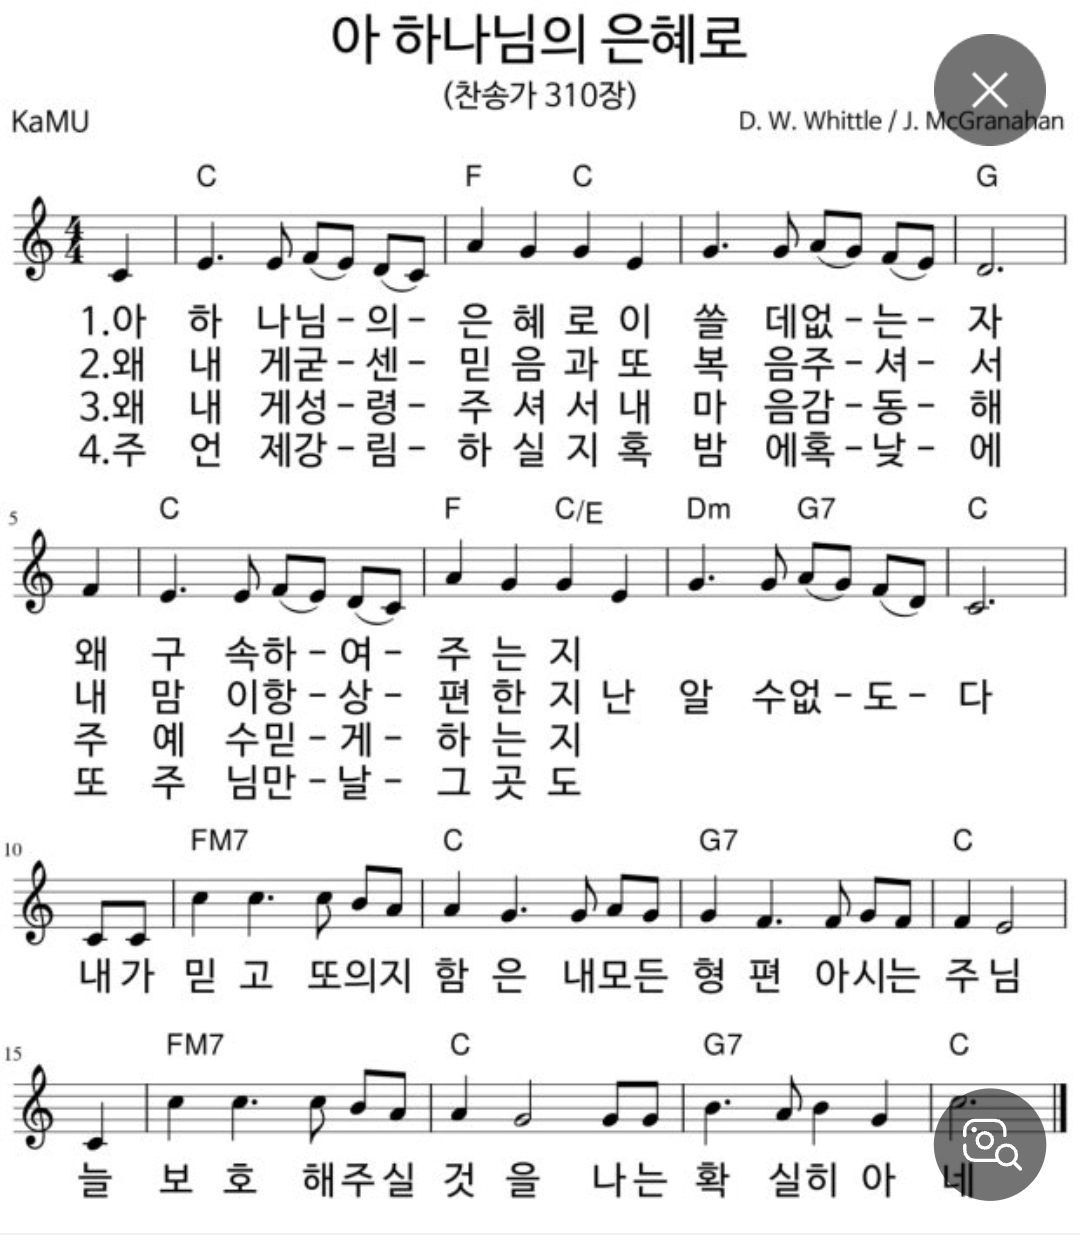 아 하나님의 은혜로
(찬송가 310장)
KaMU
D. W. Whittle / J. McGranahan
C F C G
4
4
1.아 하 나님-의- 은 혜 로 이 쓸 데없-는- 자
2.왜 내 게굳-센- 믿 음 과 또 복 음주-셔- 서
3.왜 내 게성-령- 주 셔 서 내 마 음감-동- 해
4.주 언 제강-림- 하 실 지 혹 밤 에혹-낮- 에
5
C F C/E Dm G7 C
왜 구 속하-여- 주 는 지
내 맘 이항-상- 편 한 지 난 알 수없-도- 다
주 예 수믿-게- 하 는 지
또 주 님만-날- 그 곳 도
10
FM7 C G7 C
내가 믿 고 또의지 함 은 내모든 형 편 아시는 주 님
15
FM7 C G7 C
늘 보 호 해주실 것 을 나는 확 실히 아 네